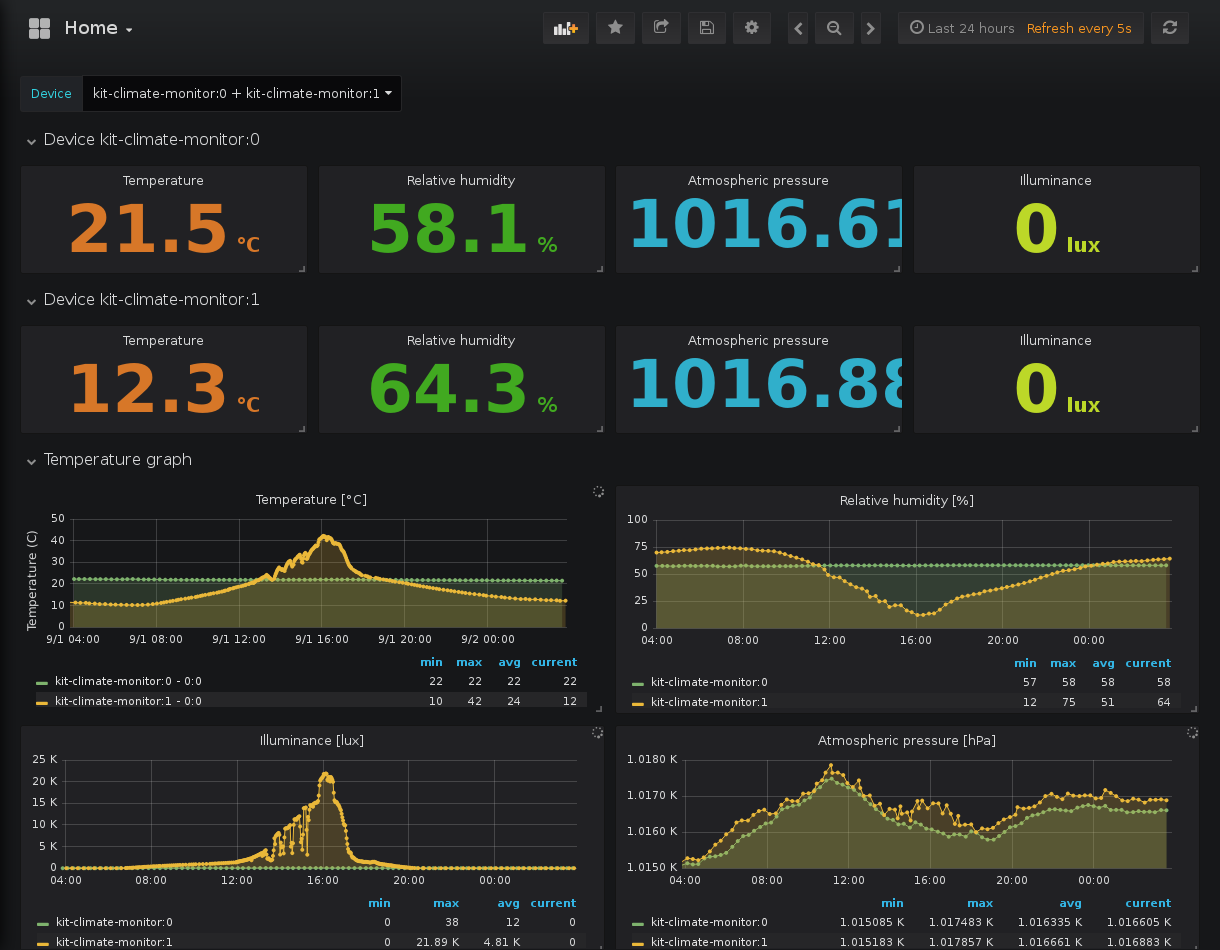 Home
Last 24 hours Refresh every 5s
Device kit-climate-monitor:0 + kit-climate-monitor:1
Device kit-climate-monitor:0
Temperature Relative humidity Atmospheric pressure Illuminance
21.5 °C 58.1 % 1016.61 0 lux
Device kit-climate-monitor:1
Temperature Relative humidity Atmospheric pressure Illuminance
12.3 °C 64.3 % 1016.88 0 lux
Temperature graph
Temperature [°C]
Temperature (C)
50
40
30
20
10
0
9/1 04:00 9/1 08:00 9/1 12:00 9/1 16:00 9/1 20:00 9/2 00:00
min max avg current
kit-climate-monitor:0 - 0:0 22 22 22 22
kit-climate-monitor:1 - 0:0 10 42 24 12
Relative humidity [%]
100
75
50
25
0
04:00 08:00 12:00 16:00 20:00 00:00
min max avg current
kit-climate-monitor:0 57 58 58 58
kit-climate-monitor:1 12 75 51 64
Illuminance [lux]
25 K
20 K
15 K
10 K
5 K
0
04:00 08:00 12:00 16:00 20:00 00:00
min max avg current
kit-climate-monitor:0 0 38 12 0
kit-climate-monitor:1 0 21.89 K 4.81 K 0
Atmospheric pressure [hPa]
1.0180 K
1.0170 K
1.0160 K
1.0150 K
04:00 08:00 12:00 16:00 20:00 00:00
min max avg current
kit-climate-monitor:0 1.015085 K 1.017483 K 1.016335 K 1.016605 K
kit-climate-monitor:1 1.015183 K 1.017857 K 1.016661 K 1.016883 K